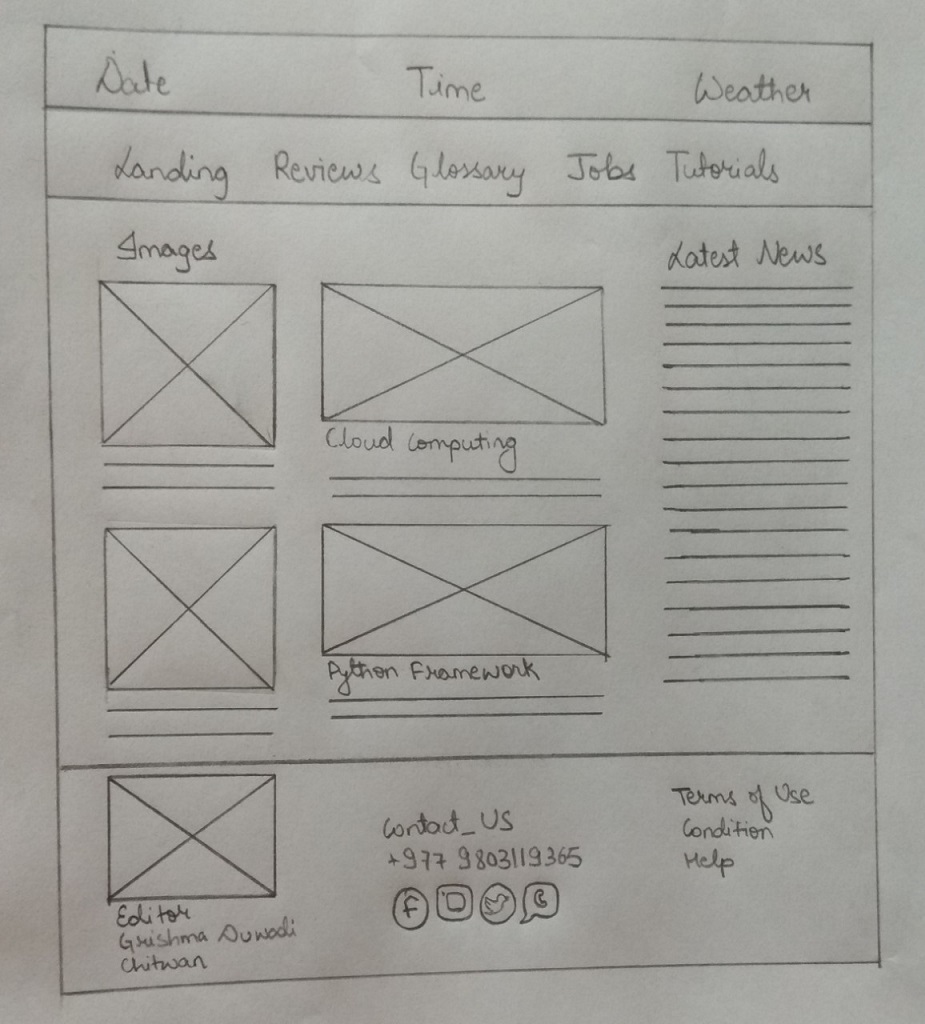 Date Time Weather
Landing Reviews Glossary Jobs Tutorials
Images
Latest News
Cloud Computing
Python Framework
Editor
Grishma Duwadi
Chitwan
Contact_US
+977 9803119365
Terms of Use
Condition
Help